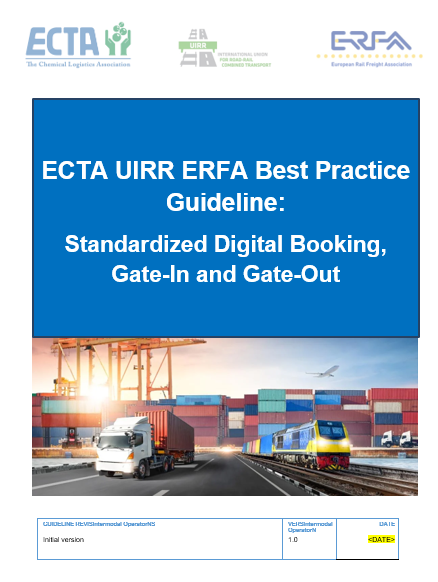 ECTA
The Chemical Logistics Association
UIRR
INTERNATIONAL UNION
FOR ROAD-RAIL
COMBINED TRANSPORT
ERFA
European Rail Freight Association
ECTA UIRR ERFA Best Practice
Guideline:
Standardized Digital Booking,
Gate-In and Gate-Out
GUIDELINE REVISIntermodal OperatorNS
VERSIntermodal
OperatorN
DATE
Initial version
1.0
<DATE>